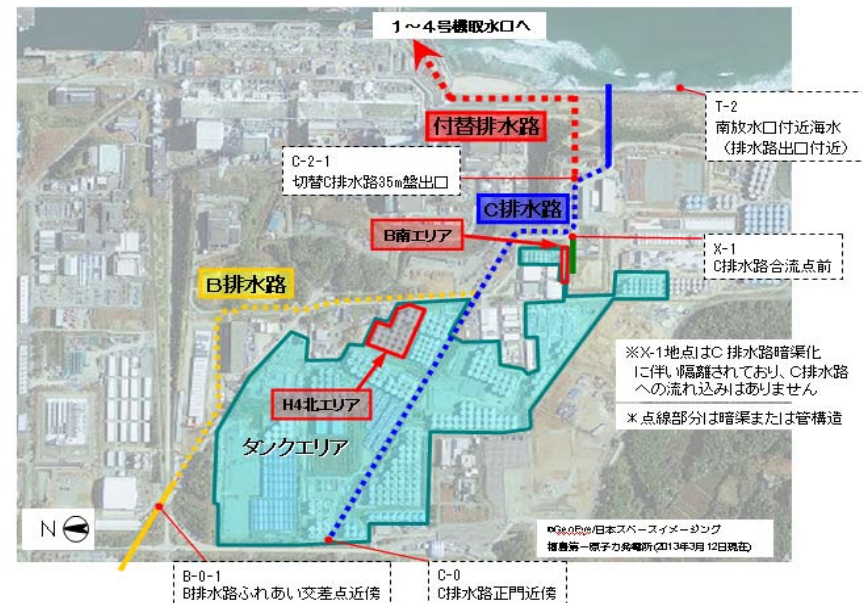 1～4号機取水口へ
T-2
南放水口付近海水
（排水路出口付近）
付替排水路
C-2-1
切替C排水路35m盤出口
C排水路
B南エリア
X-1
C排水路合流点前
B排水路
※X-1地点はC排水路暗渠化
に伴い隔離されており、C排水路
への流れ込みはありません
H4北エリア
＊点線部分は暗渠または管構造
タンクエリア
N
©GeoEye/日本スペースイメージング
福島第一原子力発電所(2013年3月12日現在)
B-0-1
B排水路ふれあい交差点近傍
C-0
C排水路正門近傍